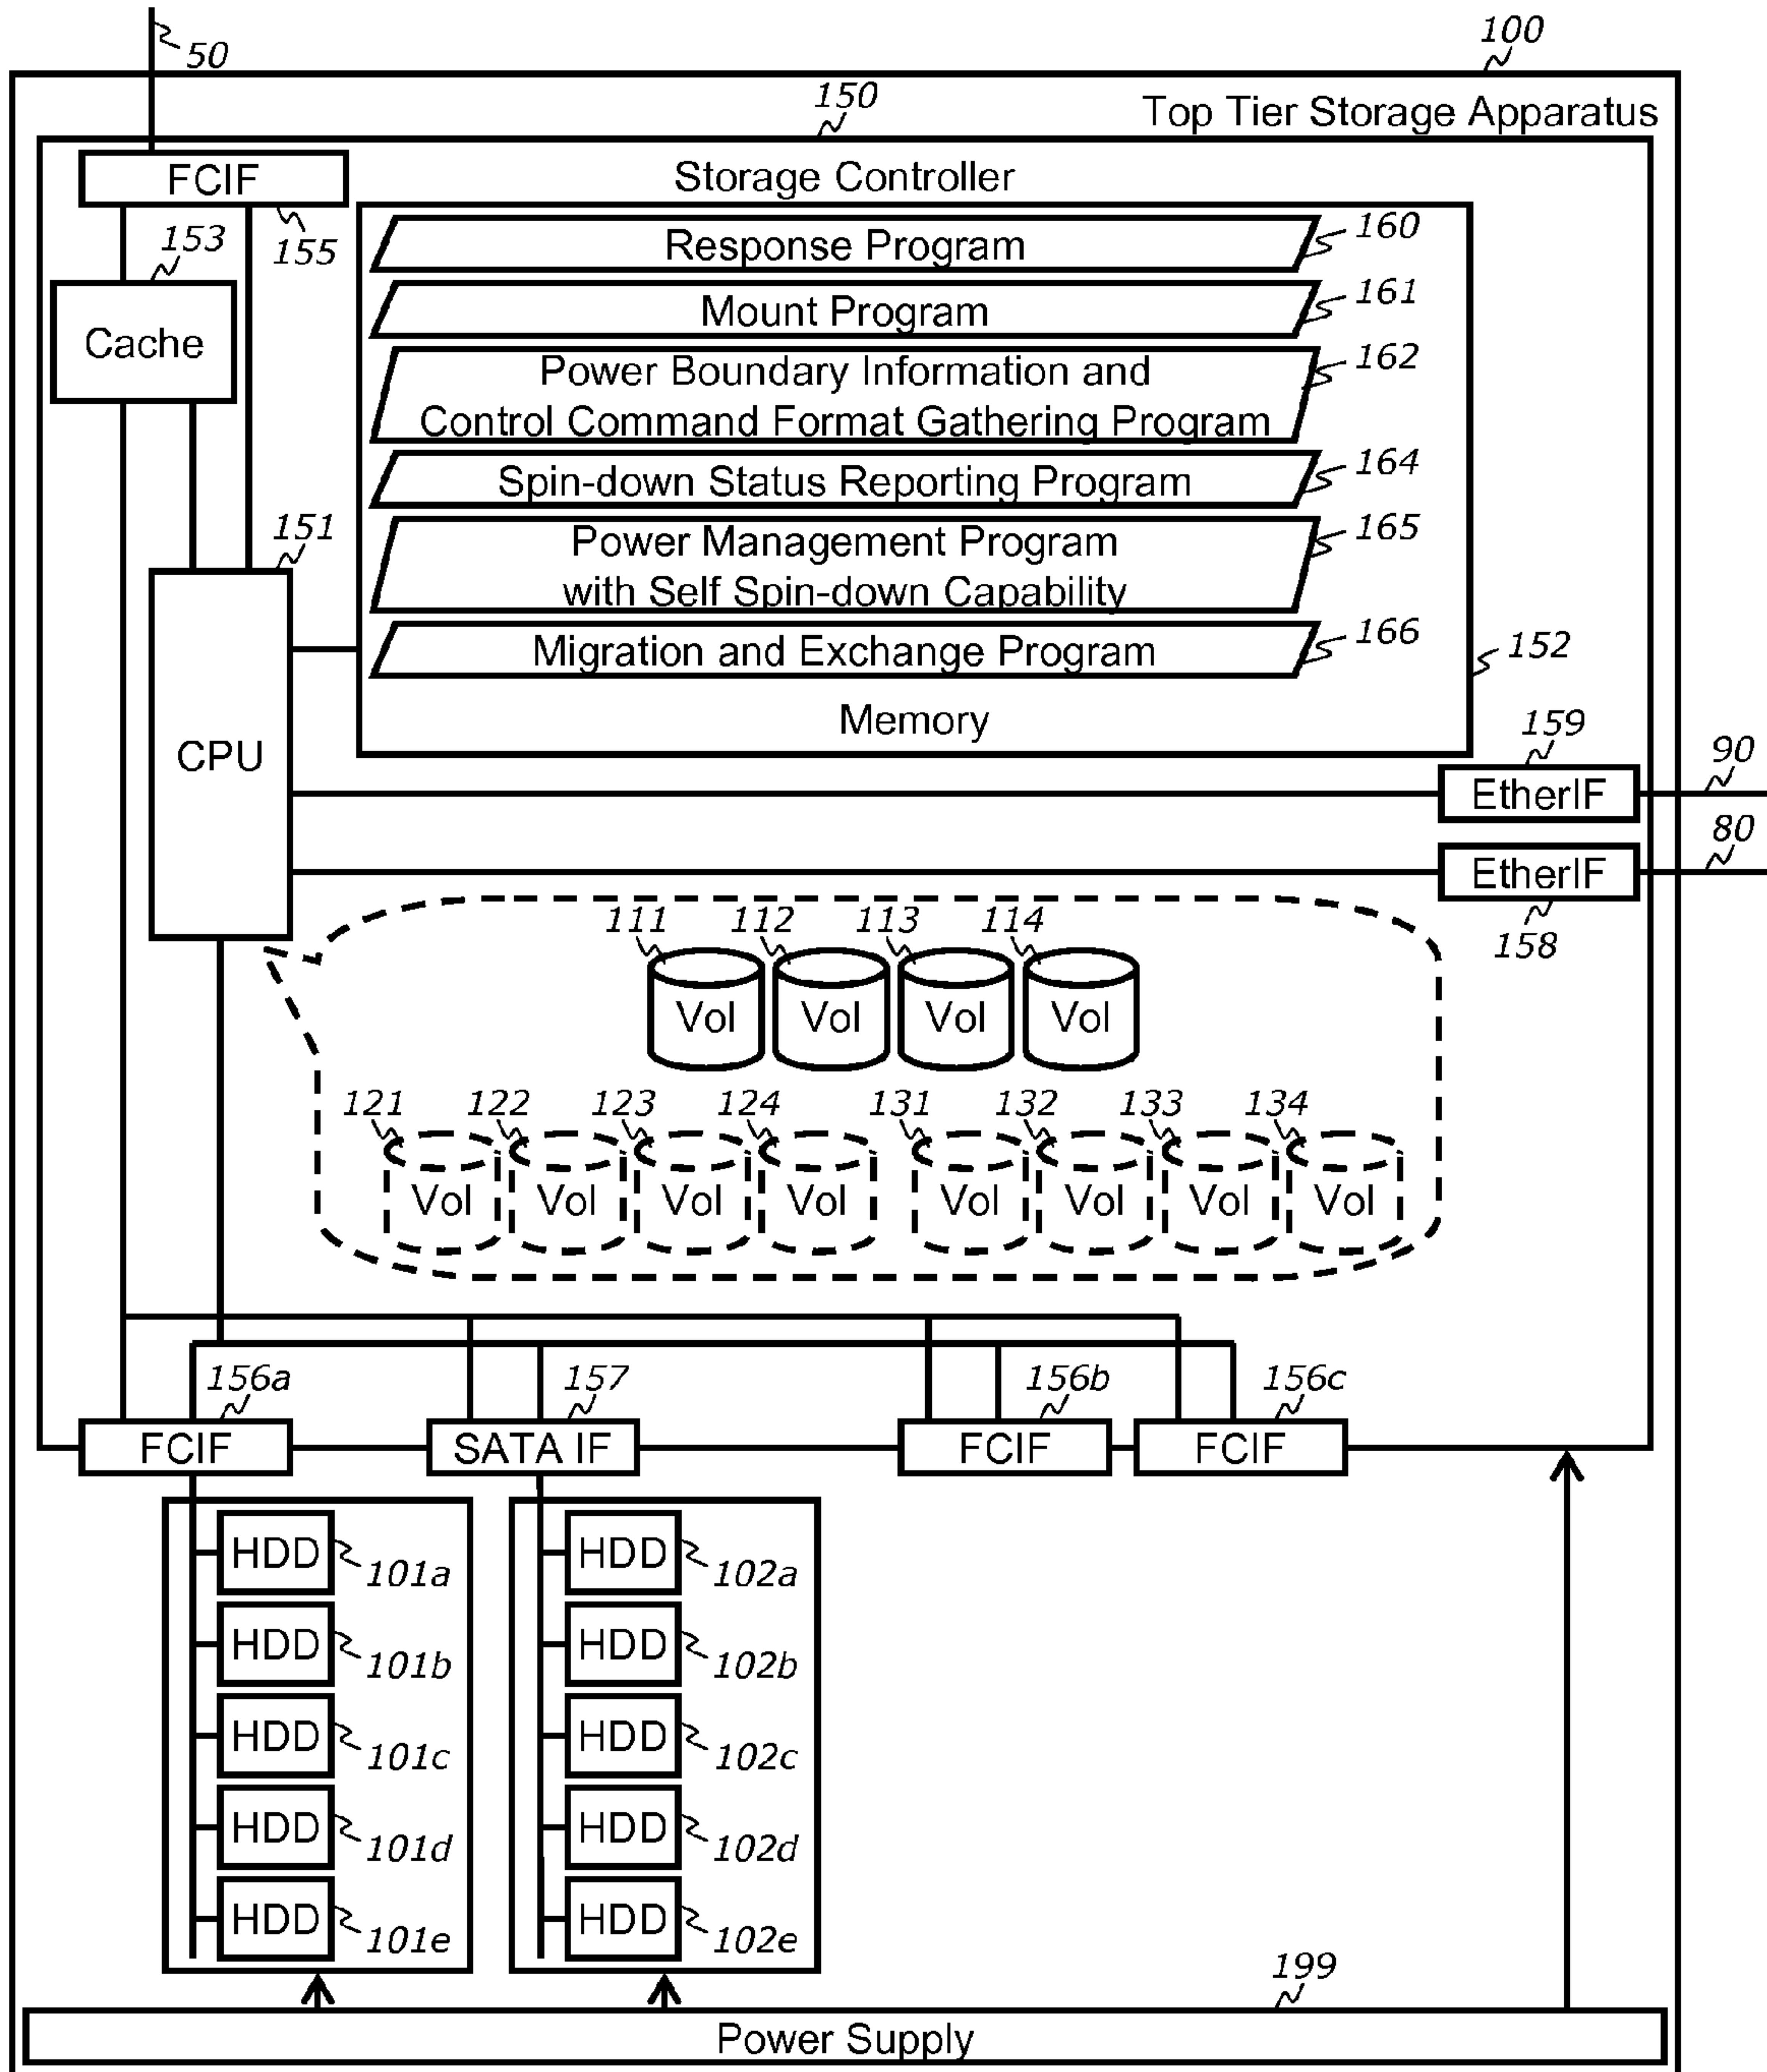 50
100
150
Top Tier Storage Apparatus
FCIF
Storage Controller
153
155
Response Program
160
Cache
Mount Program
161
Power Boundary Information and
Control Command Format Gathering Program
162
Spin-down Status Reporting Program
164
151
Power Management Program
with Self Spin-down Capability
165
Migration and Exchange Program
166
152
CPU
Memory
159
90
EtherIF
80
EtherIF
158
111 112 113 114
Vol Vol Vol Vol
121 122 123 124 131 132 133 134
Vol Vol Vol Vol Vol Vol Vol Vol
156a 157 156b 156c
FCIF SATA IF FCIF FCIF
HDD 101a HDD 102a
HDD 101b HDD 102b
HDD 101c HDD 102c
HDD 101d HDD 102d
HDD 101e HDD 102e
199
Power Supply